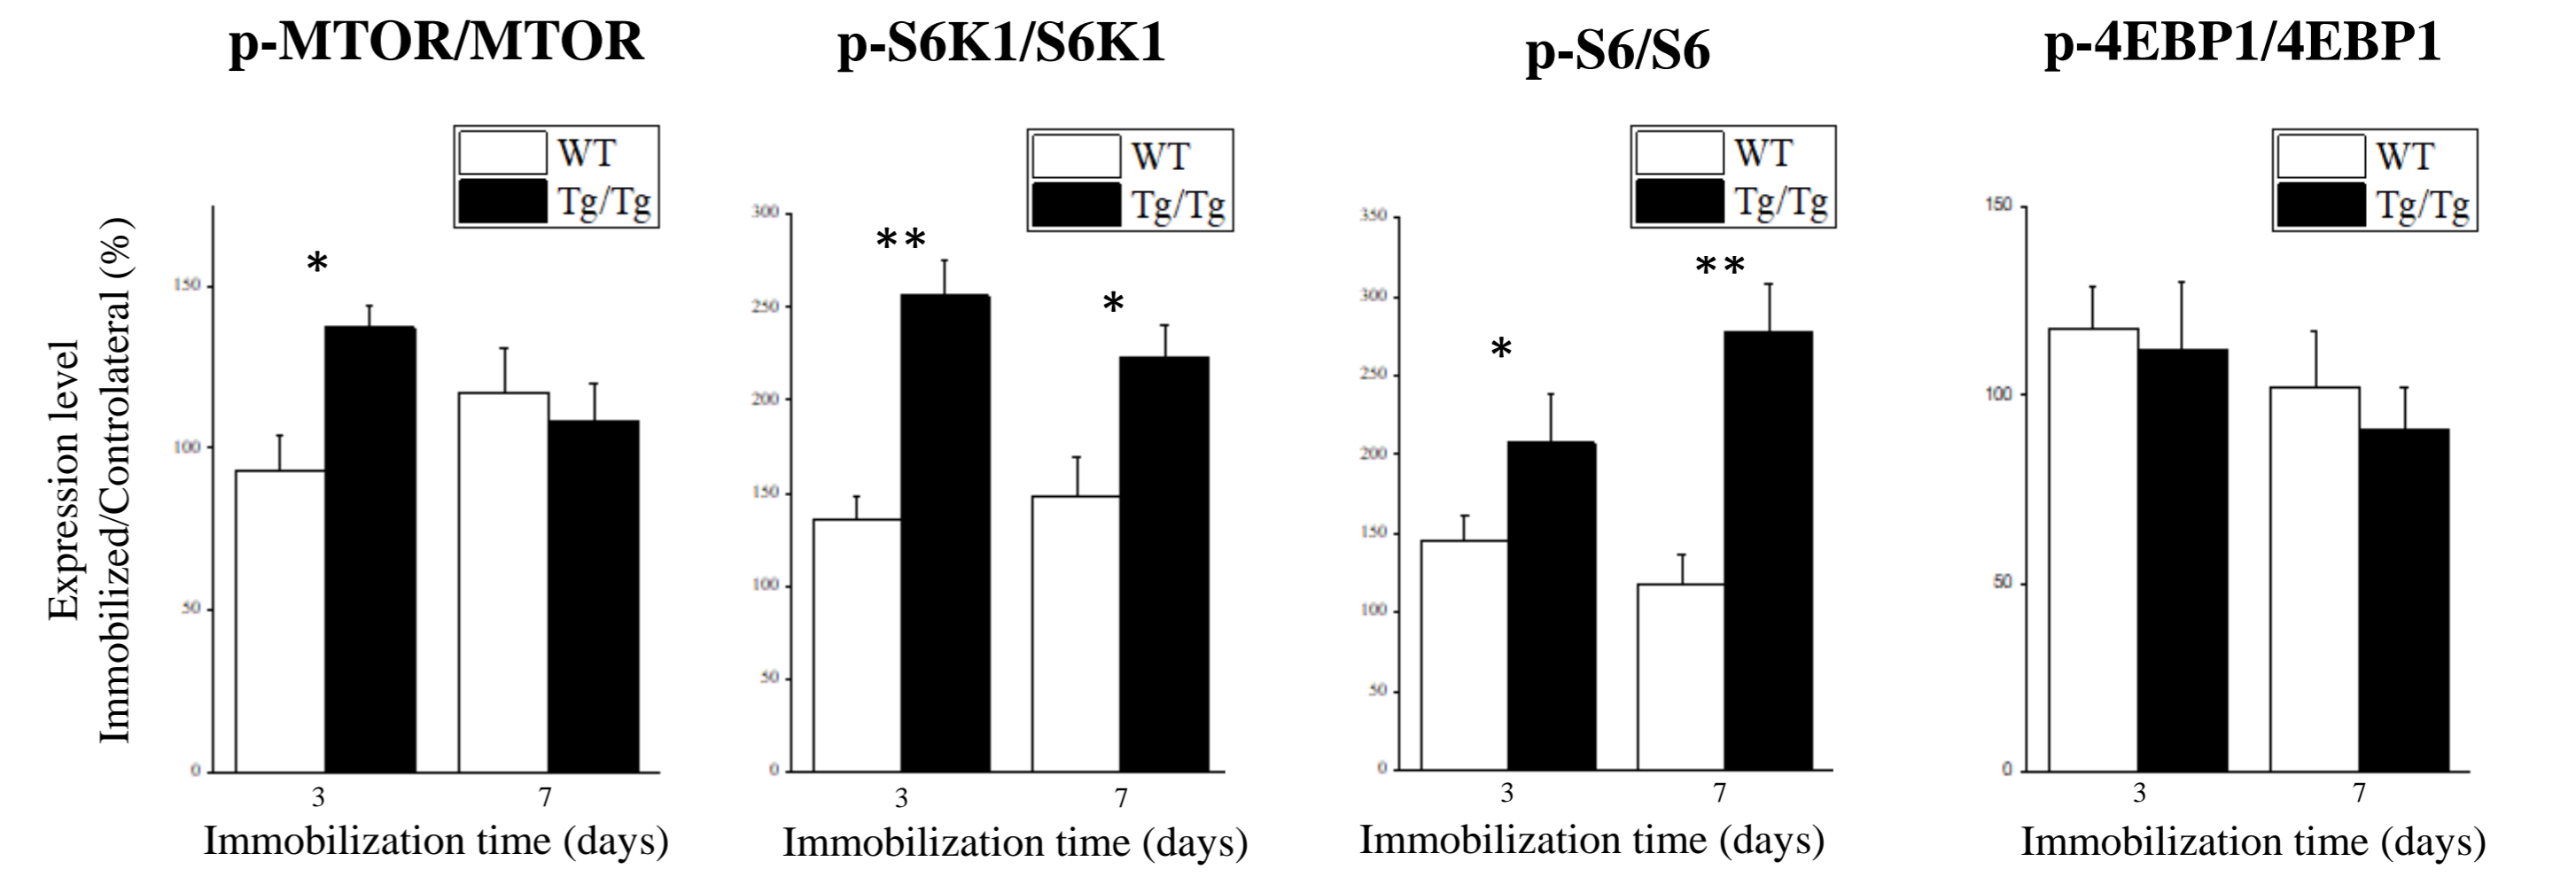 p-MTOR/MTOR
p-S6K1/S6K1
p-S6/S6
p-4EBP1/4EBP1
Expression level
Immobilized/Controlateral (%)
WT
Tg/Tg
*
150
100
50
0
3 7
Immobilization time (days)
WT
Tg/Tg
**
*
300
250
200
150
100
50
0
3 7
Immobilization time (days)
WT
Tg/Tg
**
*
350
300
250
200
150
100
50
0
3 7
Immobilization time (days)
WT
Tg/Tg
150
100
50
0
3 7
Immobilization time (days)